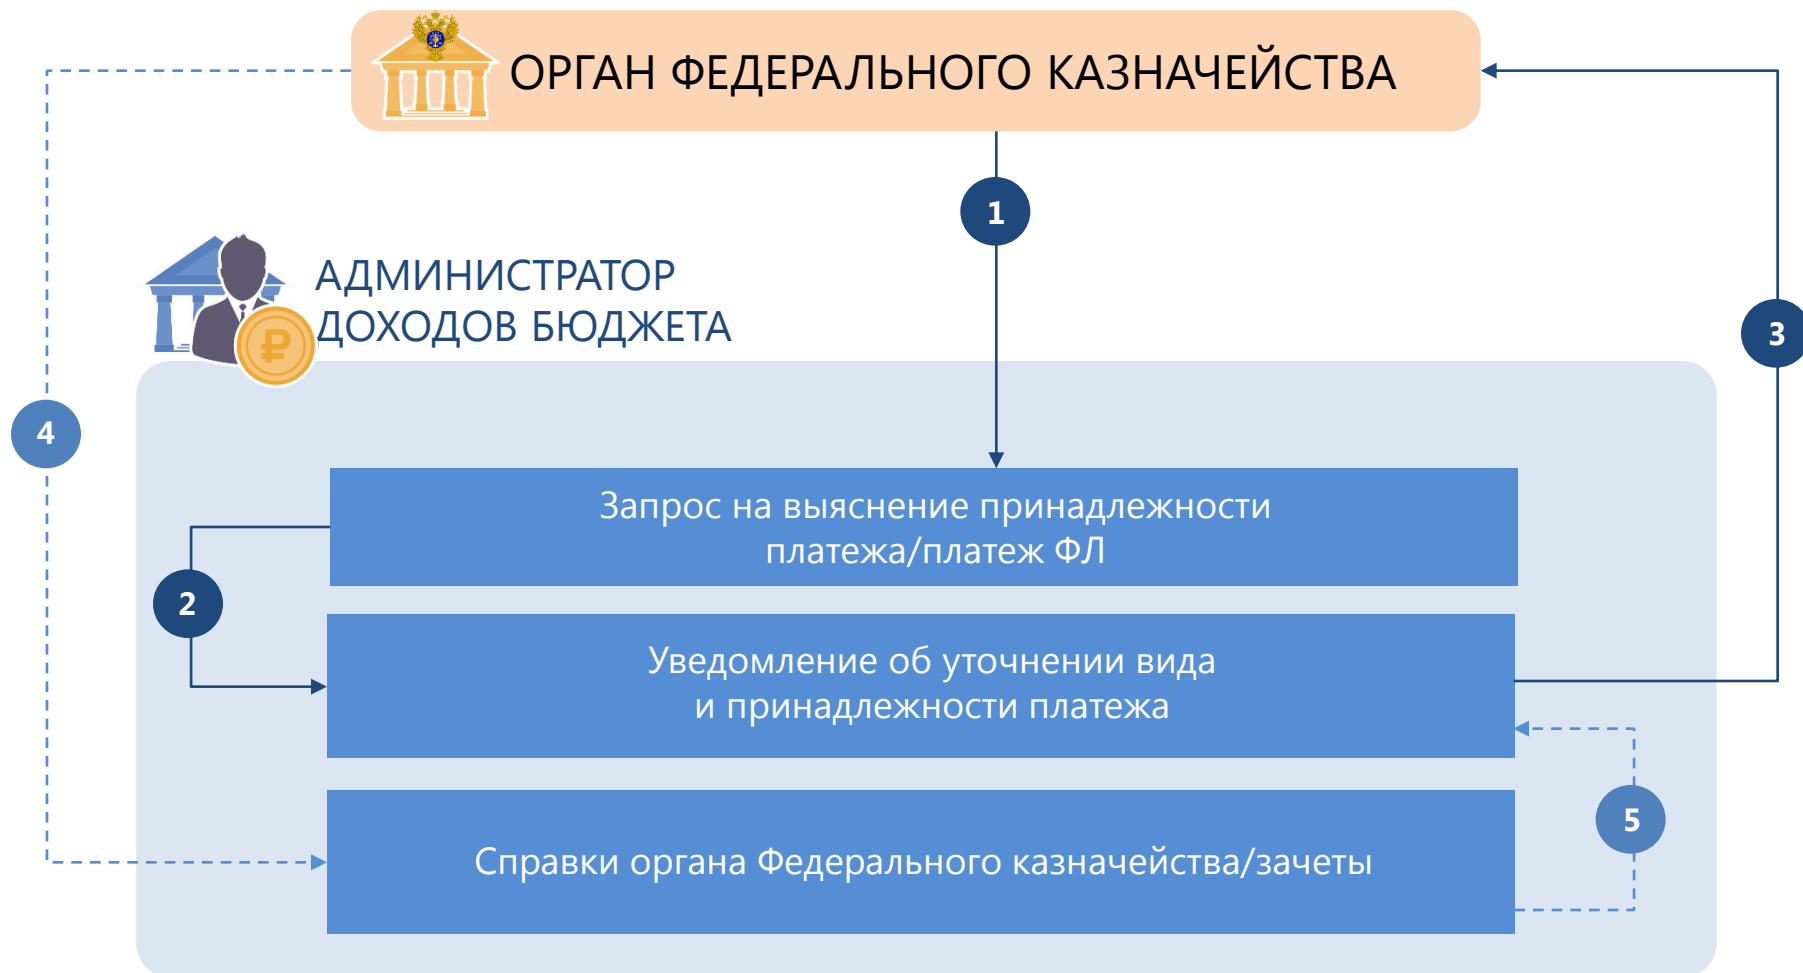 ОРГАН ФЕДЕРАЛЬНОГО КАЗНАЧЕЙСТВА
1
АДМИНИСТРАТОР
ДОХОДОВ БЮДЖЕТА
3
4
Запрос на выяснение принадлежности
платежа/платеж ФЛ
2
Уведомление об уточнении вида
и принадлежности платежа
5
Справки органа Федерального казначейства/зачеты